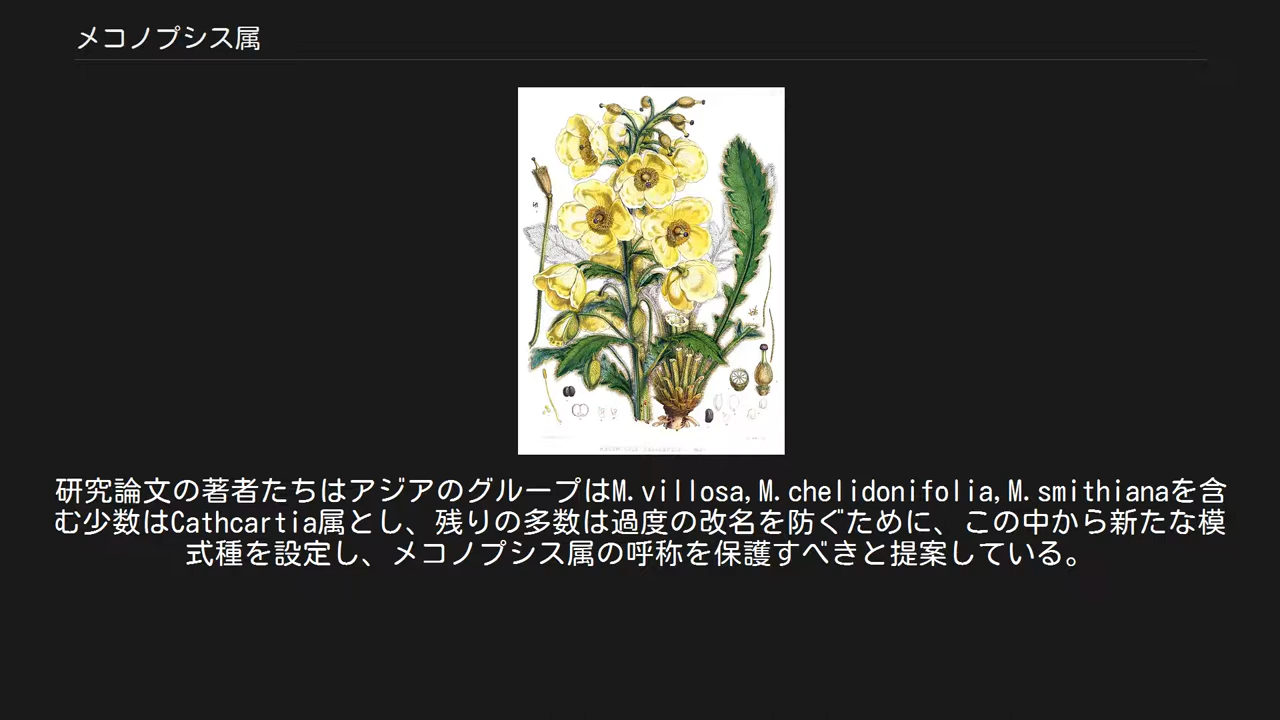 メコノプシス属
研究論文の著者たちはアジアのグループはM.villosa,M.chelidonifolia,M.smithianaを含
む少数はCathcartia属とし、残りの多数は過度の改名を防ぐために、この中から新たな模
式種を設定し、メコノプシス属の呼称を保護すべきと提案している。